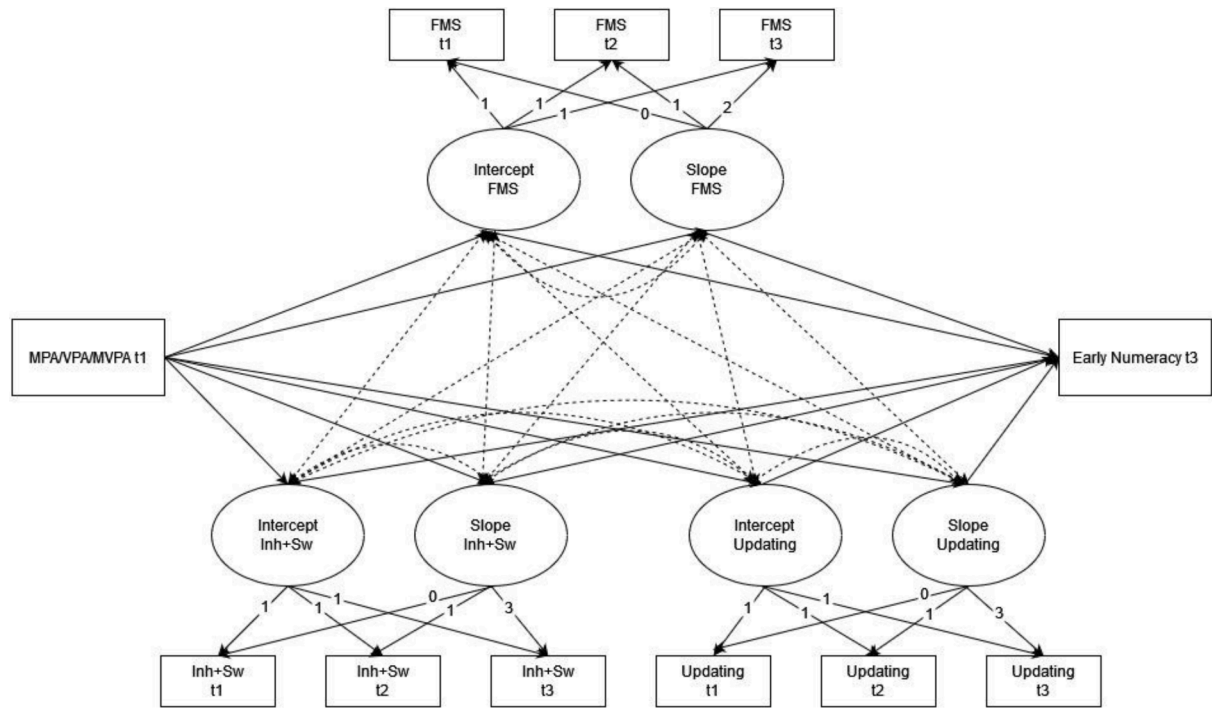 FMS
t1
FMS
t2
FMS
t3
1
1
1
0
1
2
Intercept
FMS
Slope
FMS
MPA/VPA/MVPA t1
Early Numeracy t3
Intercept
Inh+Sw
Slope
Inh+Sw
Intercept
Updating
Slope
Updating
1
1
1
0
1
3
1
1
1
0
1
3
Inh+Sw
t1
Inh+Sw
t2
Inh+Sw
t3
Updating
t1
Updating
t2
Updating
t3